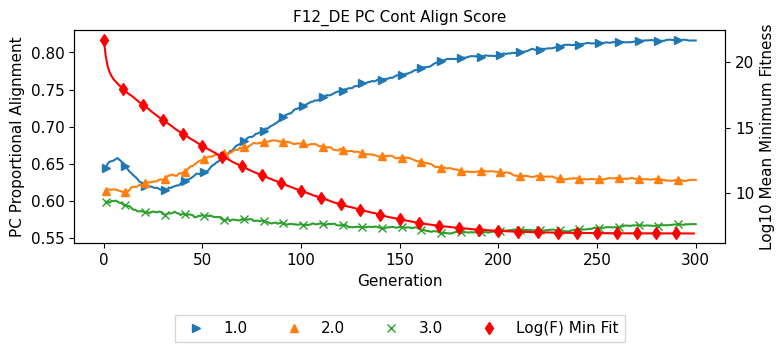 F12_DE PC Cont Align Score
PC Proportional Alignment
0.80
0.75
0.70
0.65
0.60
0.55
20
15
10
Log10 Mean Minimum Fitness
0 50 100 150 200 250 300
Generation
1.0 2.0 3.0 Log(F) Min Fit